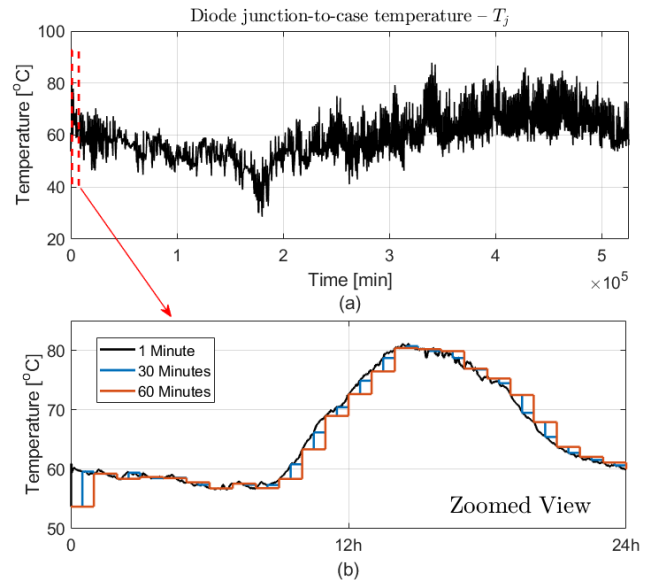 Diode junction-to-case temperature – Tj
100
80
60
40
20
Temperature [°C]
0 1 2 3 4 5
Time [min]
×10^5
(a)
80
70
60
50
Temperature [°C]
1 Minute
30 Minutes
60 Minutes
Zoomed View
0 12h 24h
(b)